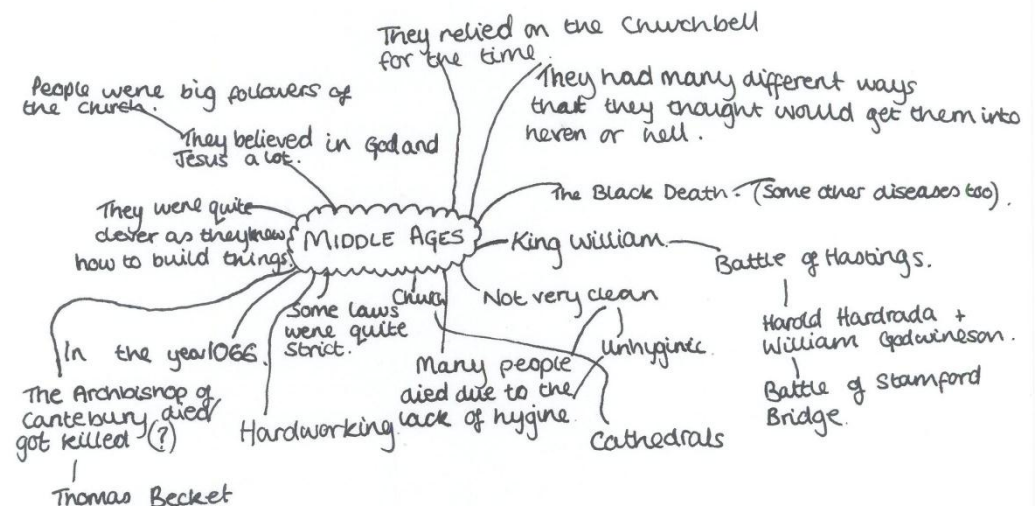 They relied on the Churchbell
for the time.
People were big followers of
the church.
They believed in God and
Jesus a lot.
They had many different ways
that they thought would get them into
heven or hell.
The Black Death. (Some other diseases too).
They were quite
clever as they knew
how to build things.
MIDDLE AGES
King William.
Battle of Hastings.
Harold Hardrada +
William Godwineson.
Battle of Stamford
Bridge.
Not very clean
Unhyginic.
Many people
died due to the
lack of hygine.
Church
Cathedrals
Some laws
were quite
strict.
Hardworking
In the year 1066.
The Archbishop of
Cantebury died/
got killed (?)
Thomas Becket